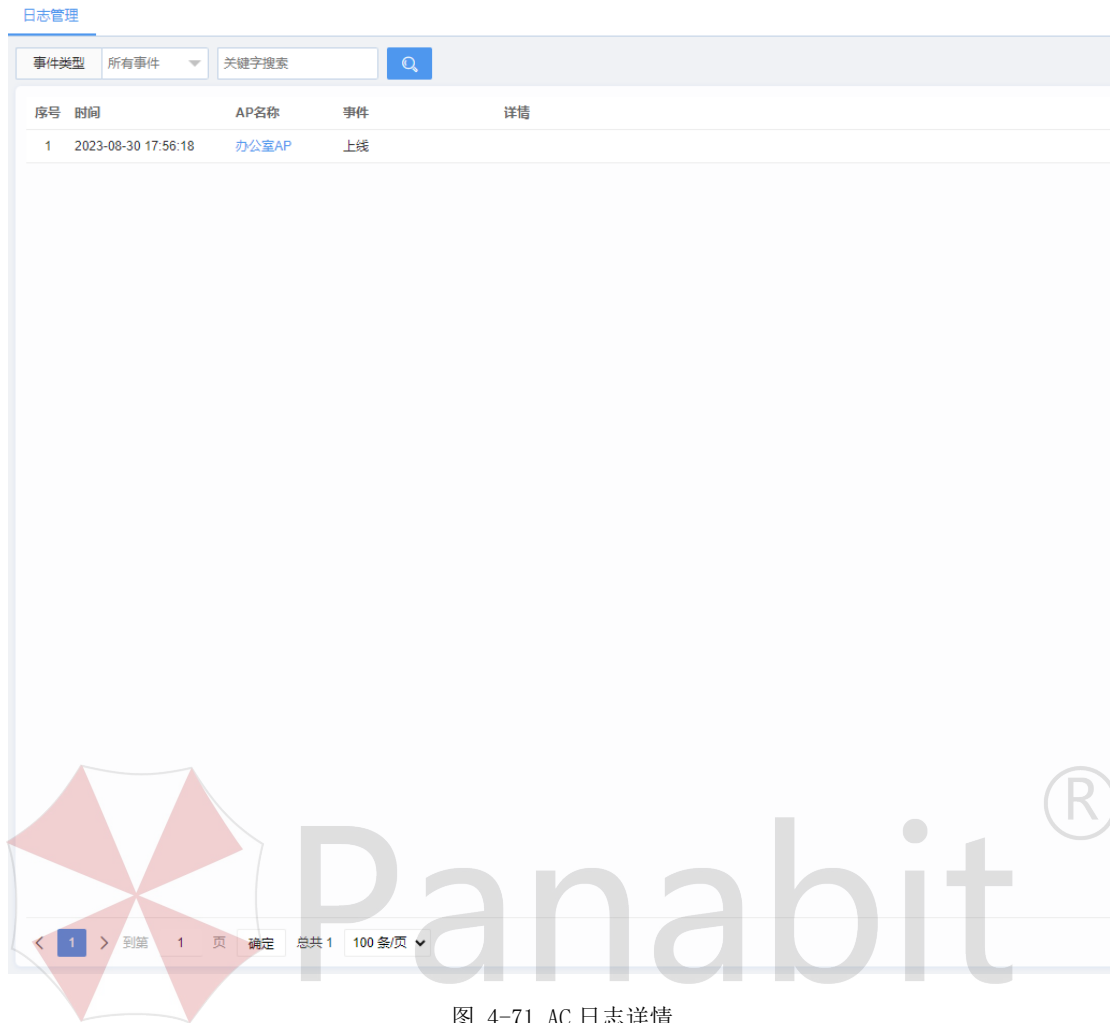 日志管理
事件类型 所有事件 关键字搜索
序号 时间 AP名称 事件 详情
1 2023-08-30 17:56:18 办公室AP 上线
Panabit ®
1 到第 1 页 确定 总共 1 100 条/页
图 4-71 AC 日志详情